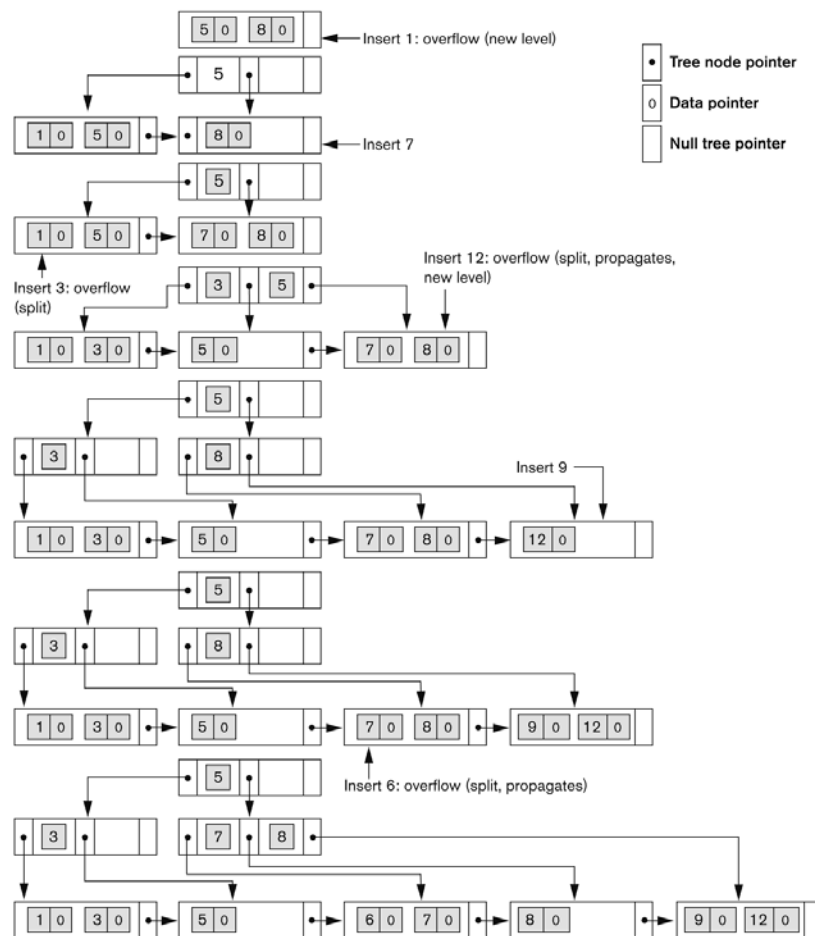 5 0 8 0
Insert 1: overflow (new level)
5
Tree node pointer
0 Data pointer
Null tree pointer
1 0 5 0 8 0
Insert 7
5
1 0 5 0 7 0 8 0
Insert 3: overflow
(split)
Insert 12: overflow (split, propagates,
new level)
3 5
1 0 3 0 5 0 7 0 8 0
5
3 8
Insert 9
1 0 3 0 5 0 7 0 8 0 12 0
5
3 8
1 0 3 0 5 0 7 0 8 0 9 0 12 0
Insert 6: overflow (split, propagates)
5
3 7 8
1 0 3 0 5 0 6 0 7 0 8 0 9 0 12 0